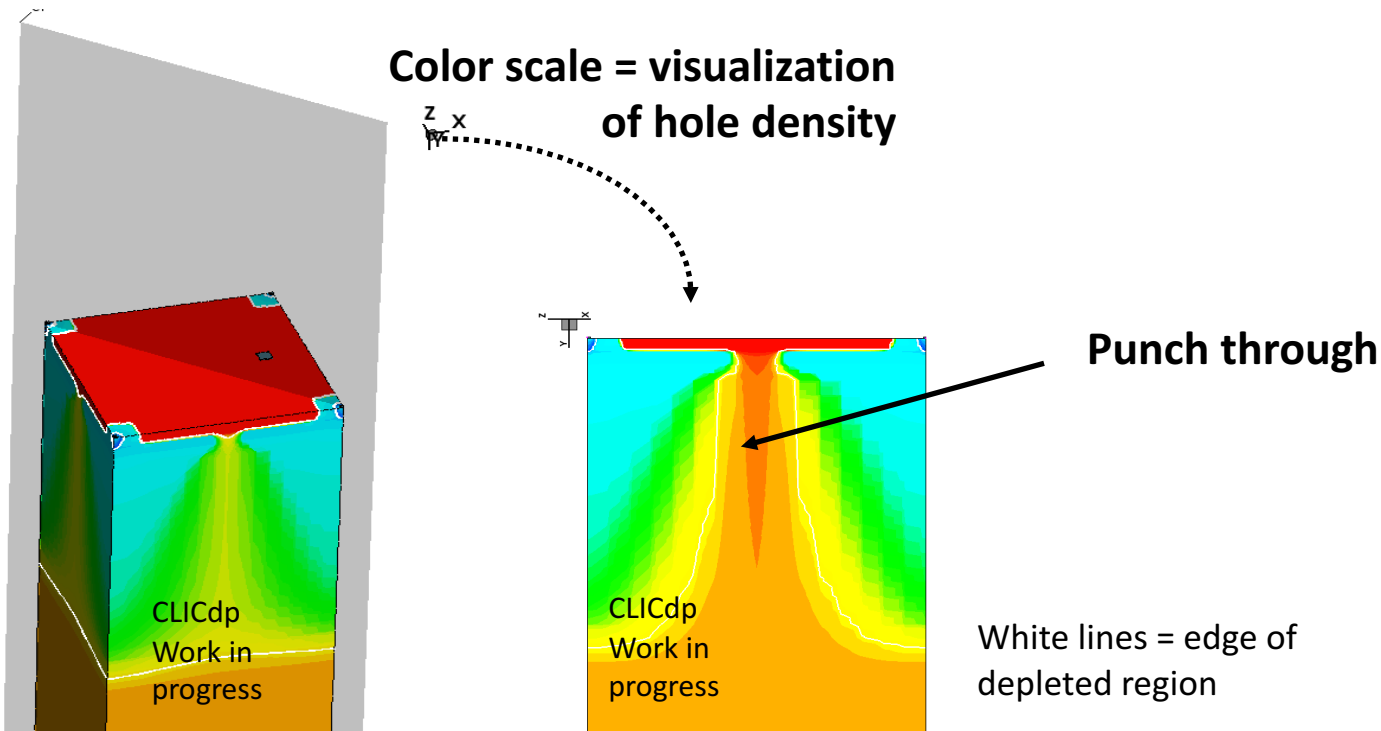 Color scale = visualization
of hole density
Z
X
Y
z
x
Y
Punch through
CLICdp
Work in
progress
CLICdp
Work in
progress
White lines = edge of
depleted region